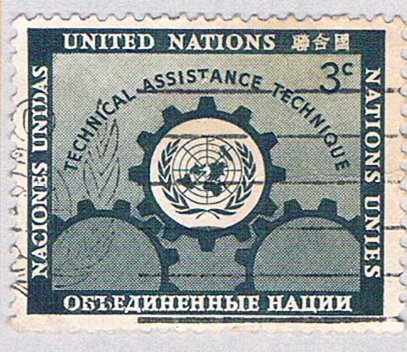 UNITED NATIONS 聯合國
3c
TECHNICAL ASSISTANCE TECHNIQUE
NACIONES UNIDAS
NATIONS UNIES
ОБЪЕДИНЕННЫЕ НАЦИИ